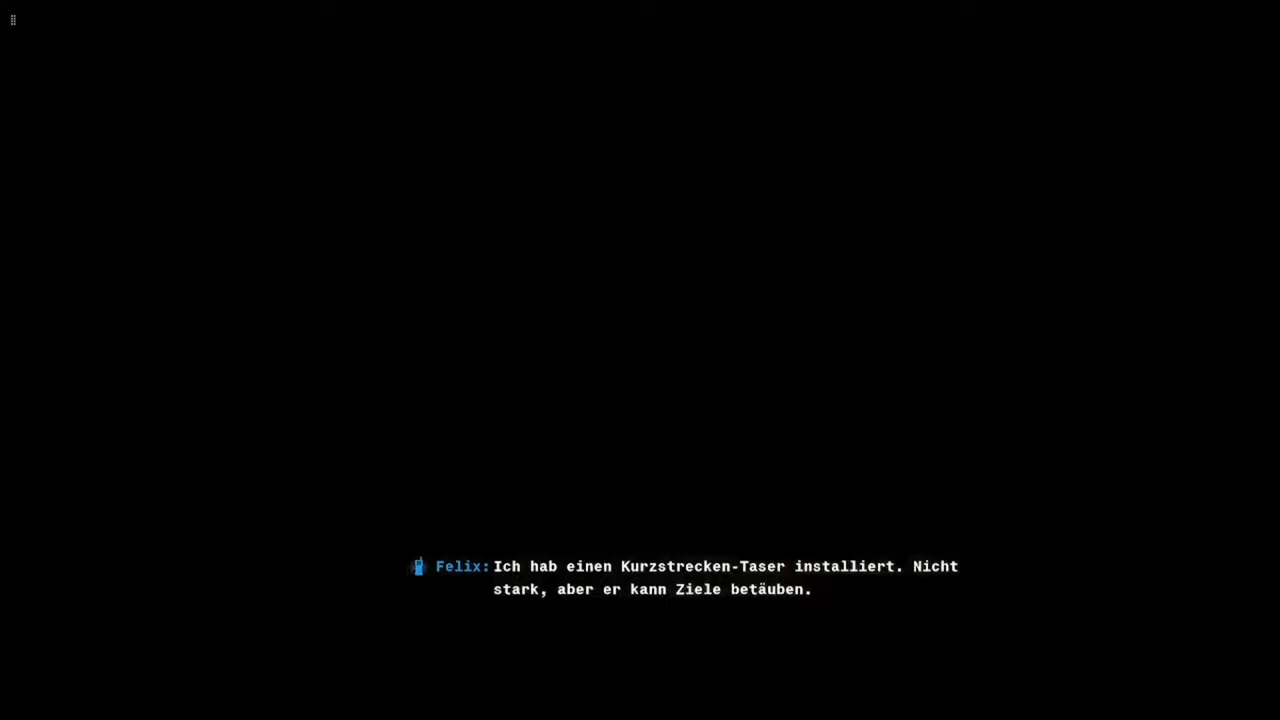 Felix: Ich hab einen Kurzstrecken-Taser installiert. Nicht
stark, aber er kann Ziele betäuben.